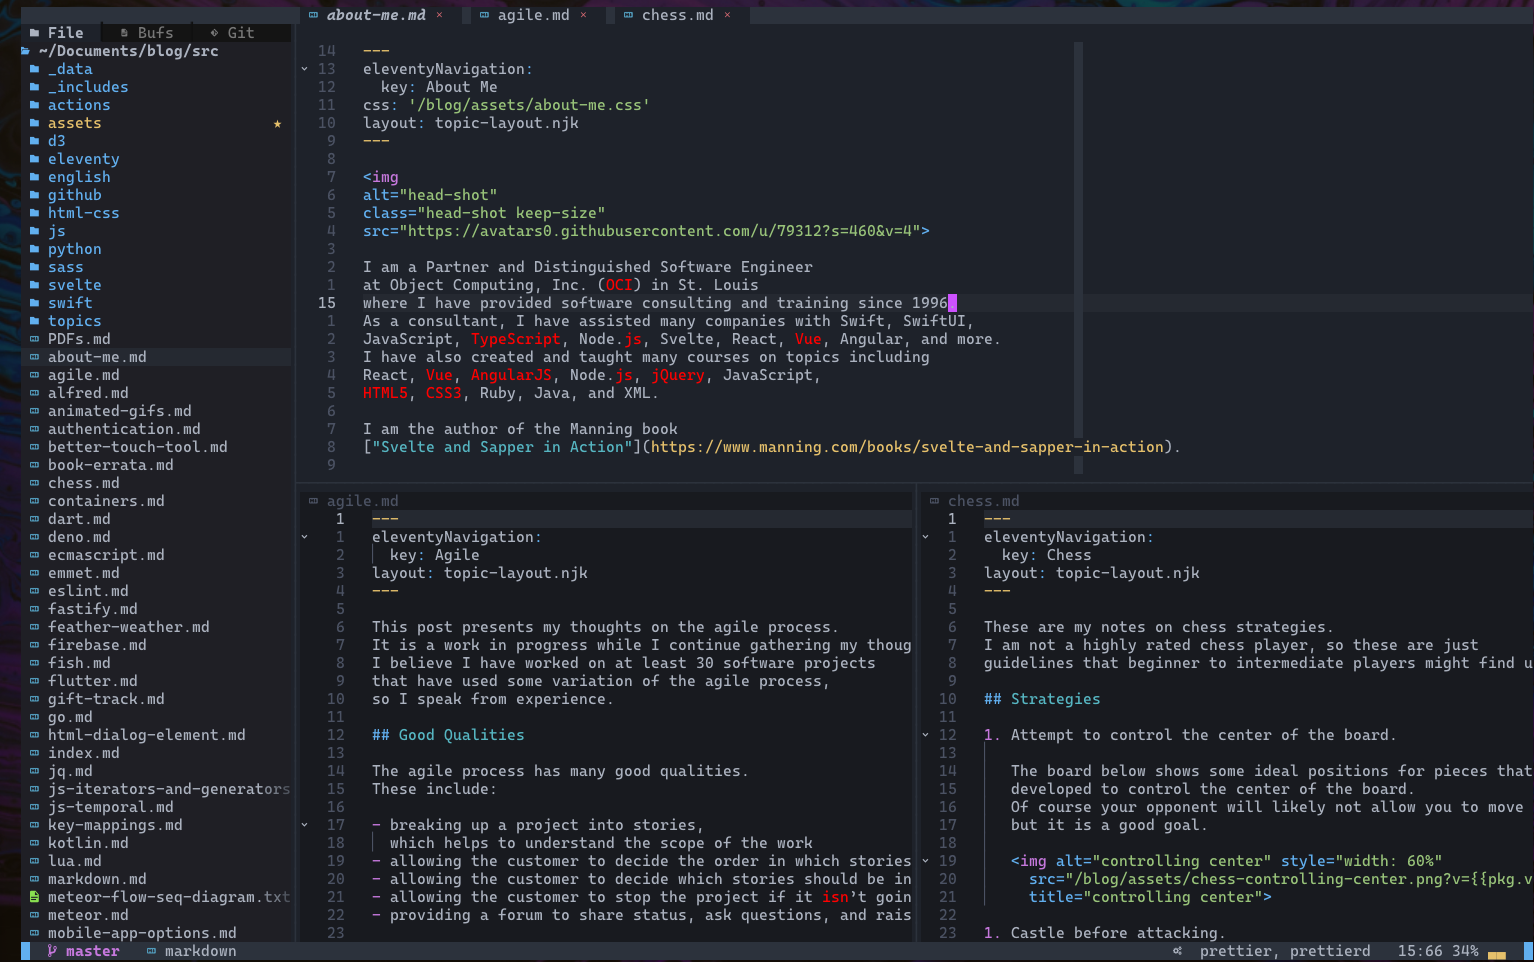 about-me.md × agile.md × chess.md ×
File Bufs Git
~/Documents/blog/src
_data
_includes
actions
assets ★
d3
eleventy
english
github
html-css
js
python
sass
svelte
swift
topics
PDFs.md
about-me.md
agile.md
alfred.md
animated-gifs.md
authentication.md
better-touch-tool.md
book-errata.md
chess.md
containers.md
dart.md
deno.md
ecmascript.md
emmet.md
eslint.md
fastify.md
feather-weather.md
firebase.md
fish.md
flutter.md
gift-track.md
go.md
html-dialog-element.md
index.md
jq.md
js-iterators-and-generators
js-temporal.md
key-mappings.md
kotlin.md
lua.md
markdown.md
meteor-flow-seq-diagram.txt
meteor.md
mobile-app-options.md
14 ---
13 eleventyNavigation:
12 key: About Me
11 css: '/blog/assets/about-me.css'
10 layout: topic-layout.njk
9 ---
8
7 <img
6 alt="head-shot"
5 class="head-shot keep-size"
4 src="https://avatars0.githubusercontent.com/u/79312?s=460&v=4">
3
2 I am a Partner and Distinguished Software Engineer
1 at Object Computing, Inc. (OCI) in St. Louis
15 where I have provided software consulting and training since 1996.
1 As a consultant, I have assisted many companies with Swift, SwiftUI,
2 JavaScript, TypeScript, Node.js, Svelte, React, Vue, Angular, and more.
3 I have also created and taught many courses on topics including
4 React, Vue, AngularJS, Node.js, jQuery, JavaScript,
5 HTML5, CSS3, Ruby, Java, and XML.
6
7 I am the author of the Manning book
8 ["Svelte and Sapper in Action"](https://www.manning.com/books/svelte-and-sapper-in-action).
9
agile.md
1 ---
1 eleventyNavigation:
2 key: Agile
3 layout: topic-layout.njk
4 ---
5
6 This post presents my thoughts on the agile process.
7 It is a work in progress while I continue gathering my thoug
8 I believe I have worked on at least 30 software projects
9 that have used some variation of the agile process,
10 so I speak from experience.
11
12 ## Good Qualities
13
14 The agile process has many good qualities.
15 These include:
16
17 - breaking up a project into stories,
18 which helps to understand the scope of the work
19 - allowing the customer to decide the order in which stories
20 - allowing the customer to decide which stories should be in
21 - allowing the customer to stop the project if it isn't goin
22 - providing a forum to share status, ask questions, and rais
23
chess.md
1 ---
1 eleventyNavigation:
2 key: Chess
3 layout: topic-layout.njk
4 ---
5
6 These are my notes on chess strategies.
7 I am not a highly rated chess player, so these are just
8 guidelines that beginner to intermediate players might find u
9
10 ## Strategies
11
12 1. Attempt to control the center of the board.
13
14 The board below shows some ideal positions for pieces that
15 developed to control the center of the board.
16 Of course your opponent will likely not allow you to move
17 but it is a good goal.
18
19 <img alt="controlling center" style="width: 60%"
20 src="/blog/assets/chess-controlling-center.png?v={{pkg.v
21 title="controlling center">
22
23 1. Castle before attacking.
master markdown prettier, prettierd 15:66 34%